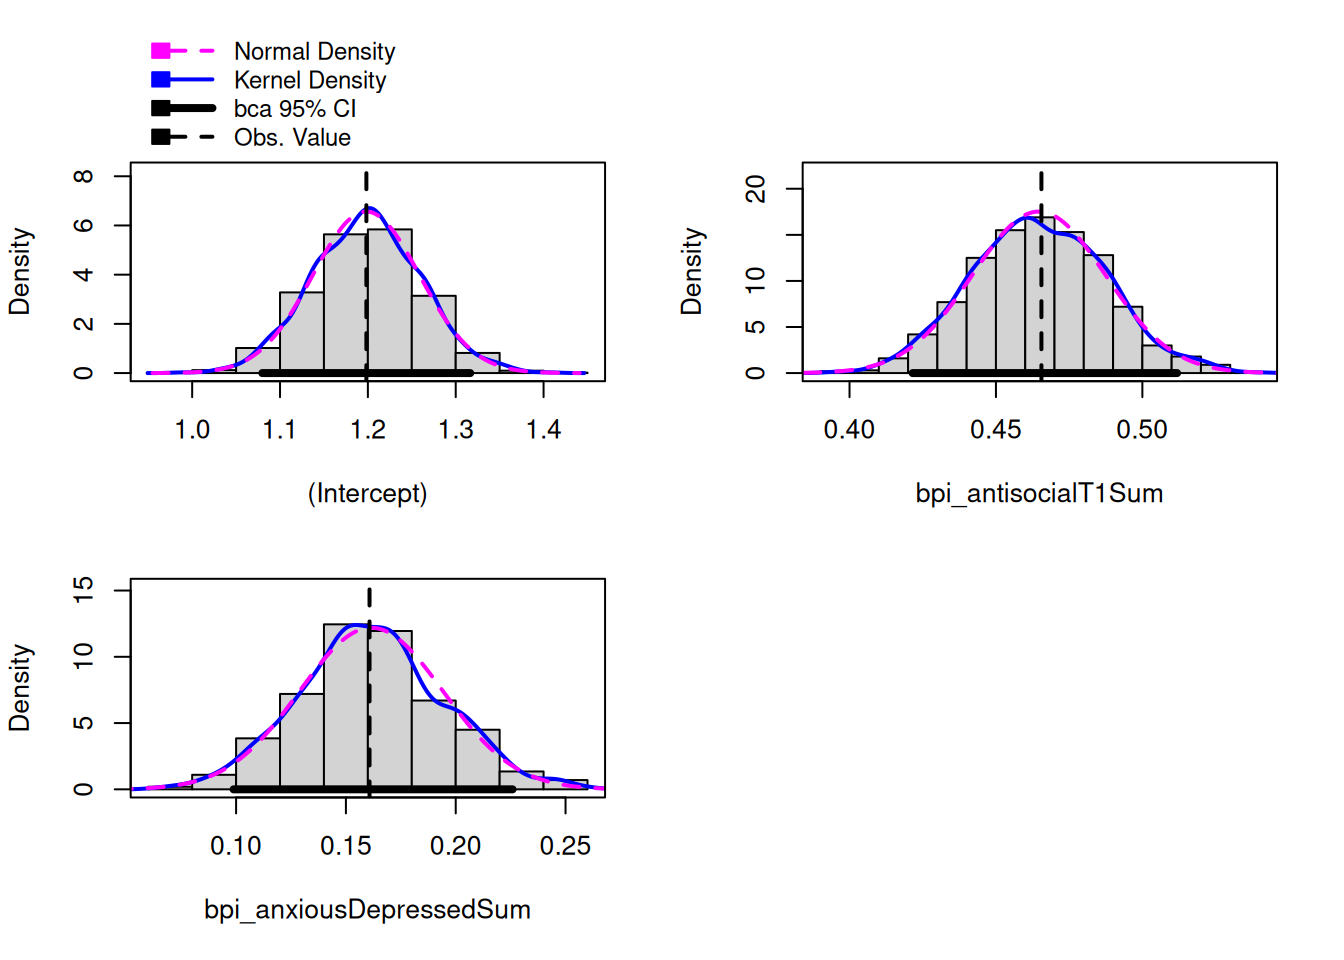 Normal Density
Kernel Density
bca 95% CI
Obs. Value
Density
8
6
4
2
0
1.0 1.1 1.2 1.3 1.4
(Intercept)
Density
20
10
5
0
0.40 0.45 0.50
bpi_antisocialT1Sum
Density
15
10
5
0
0.10 0.15 0.20 0.25
bpi_anxiousDepressedSum